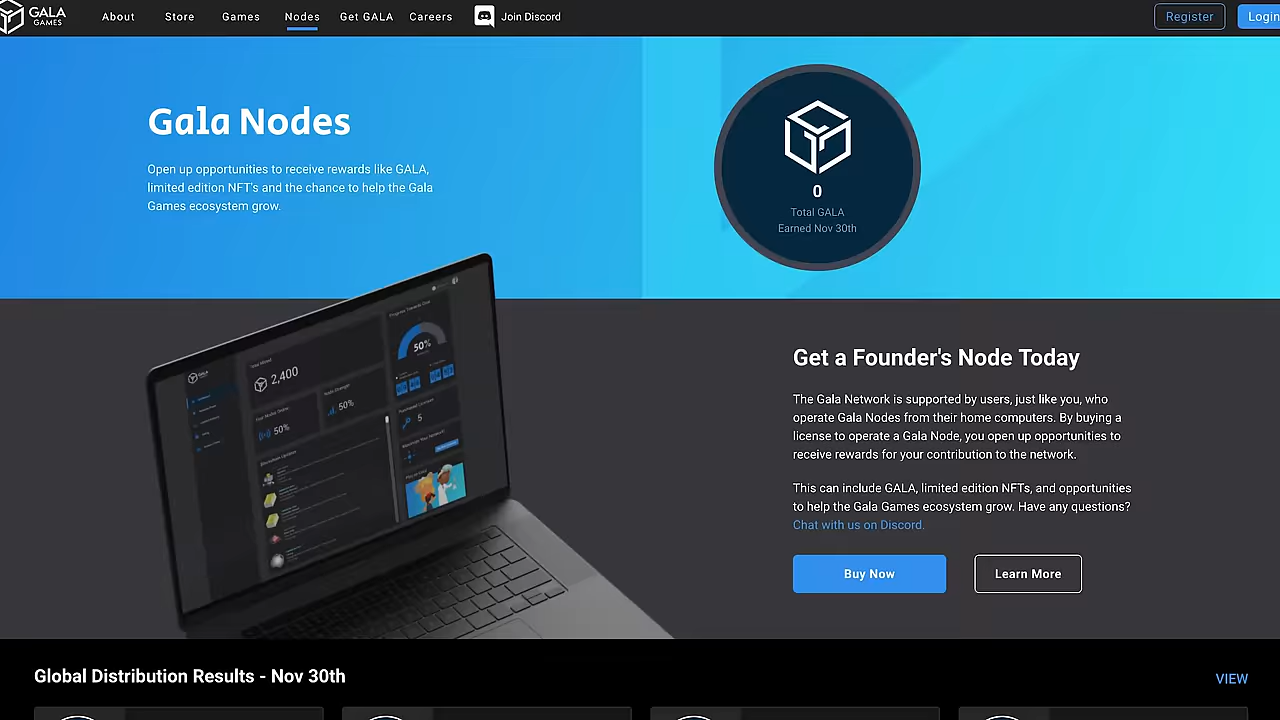 GALA
GAMES
About
Store
Games
Nodes
Get GALA
Careers
Join Discord
Register
Login
Gala Nodes
Open up opportunities to receive rewards like GALA,
limited edition NFT's and the chance to help the Gala
Games ecosystem grow.
0
Total GALA
Earned Nov 30th
2,400
50%
50%
50%
5
Get a Founder's Node Today
The Gala Network is supported by users, just like you, who
operate Gala Nodes from their home computers. By buying a
license to operate a Gala Node, you open up opportunities to
receive rewards for your contribution to the network.
This can include GALA, limited edition NFTs, and opportunities
to help the Gala Games ecosystem grow. Have any questions?
Chat with us on Discord.
Buy Now
Learn More
Global Distribution Results - Nov 30th
VIEW